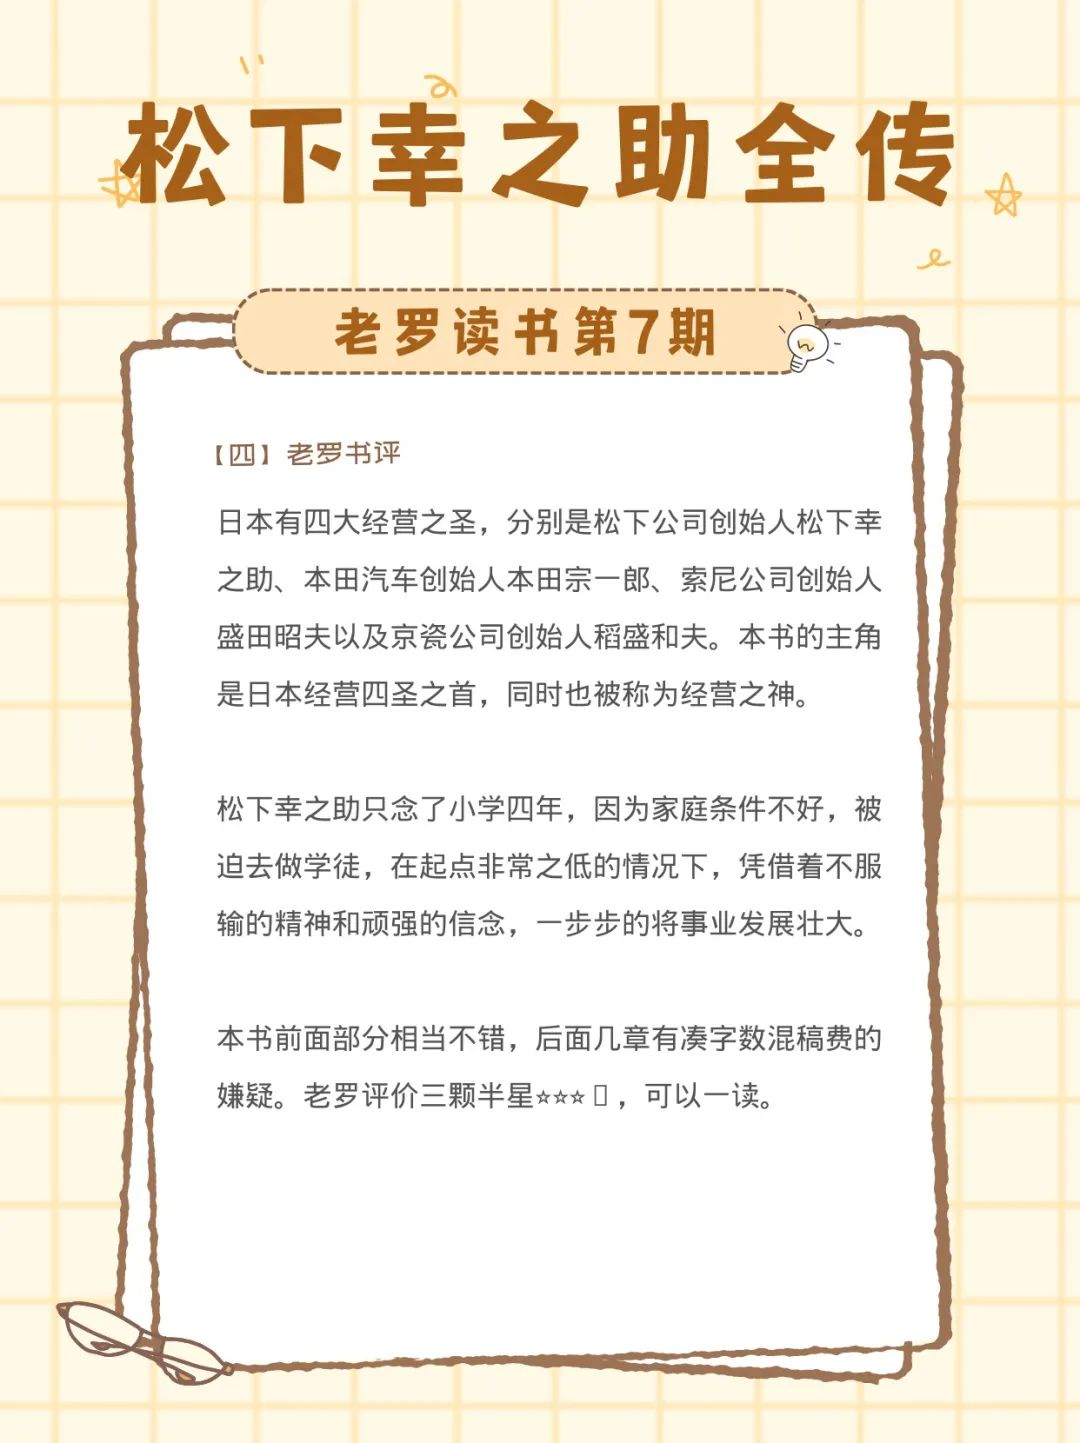 松下幸之助全传
老罗读书第7期
【四】老罗书评
日本有四大经营之圣，分别是松下公司创始人松下幸
之助、本田汽车创始人本田宗一郎、索尼公司创始人
盛田昭夫以及京瓷公司创始人稻盛和夫。本书的主角
是日本经营四圣之首，同时也被称为经营之神。
松下幸之助只念了小学四年，因为家庭条件不好，被
迫去做学徒，在起点非常之低的情况下，凭借着不服
输的精神和顽强的信念，一步步的将事业发展壮大。
本书前面部分相当不错，后面几章有凑字数混稿费的
嫌疑。老罗评价三颗半星☆☆☆▯，可以一读。